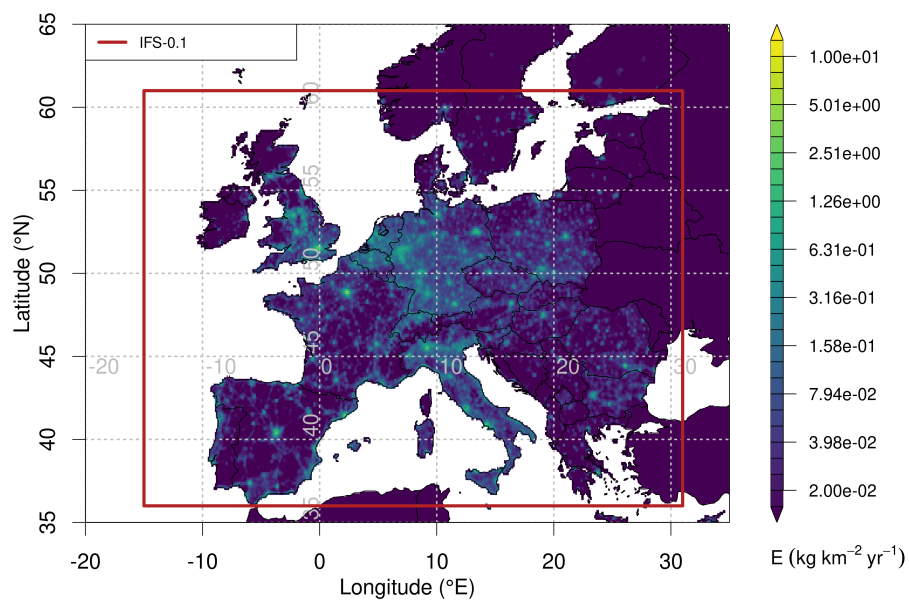 IFS-0.1
65
60
55
50
45
40
35
Latitude (°N)
-20
-10
0
10
20
30
Longitude (°E)
60
55
50
45
40
35
-20
-10
0
10
20
30
1.00e+01
5.01e+00
2.51e+00
1.26e+00
6.31e-01
3.16e-01
1.58e-01
7.94e-02
3.98e-02
2.00e-02
E (kg km⁻² yr⁻¹)